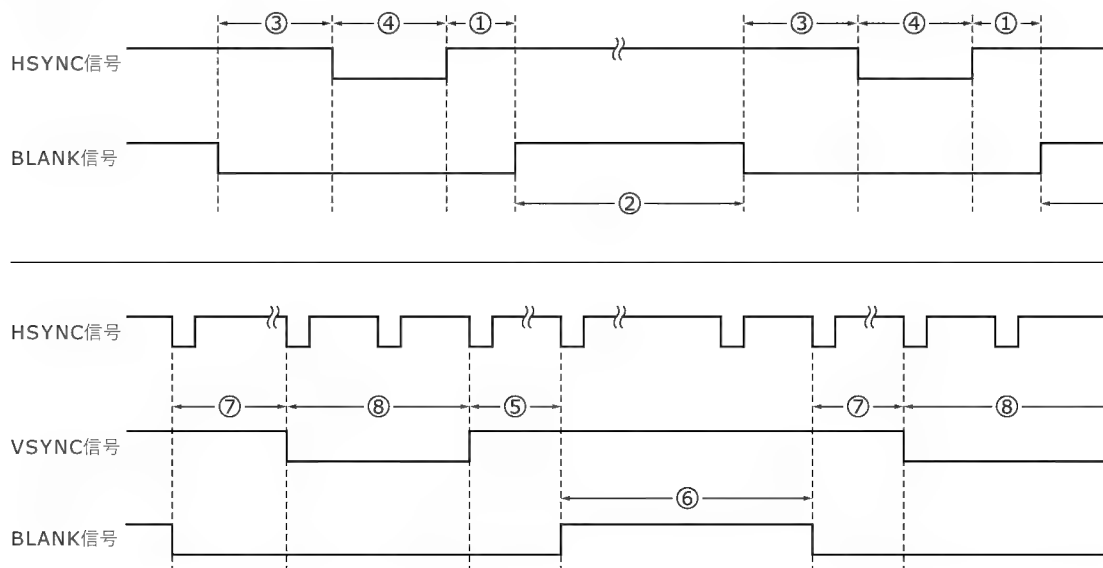 ③ ④ ① ③ ④ ①
HSYNC信号
BLANK信号
②
HSYNC信号
⑦ ⑧ ⑤ ⑦ ⑧
VSYNC信号
⑥
BLANK信号